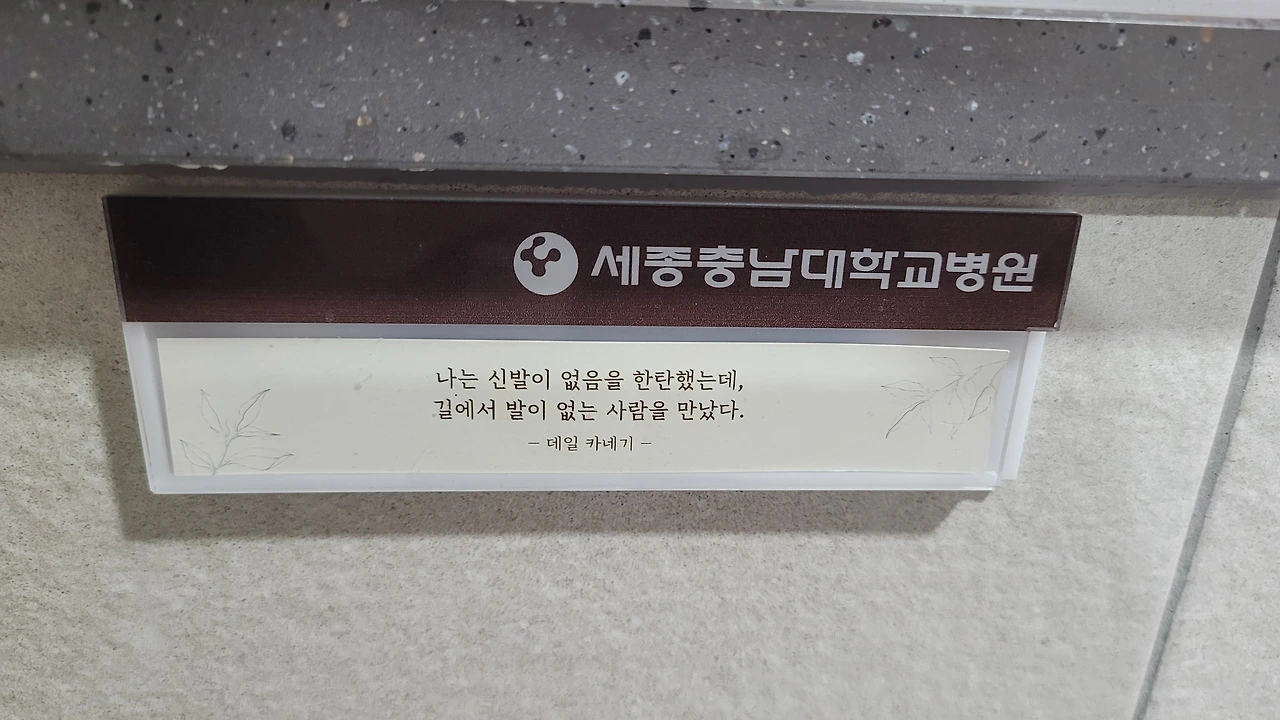 세종충남대학교병원
나는 신발이 없음을 한탄했는데,
길에서 발이 없는 사람을 만났다.
– 데일 카네기 –